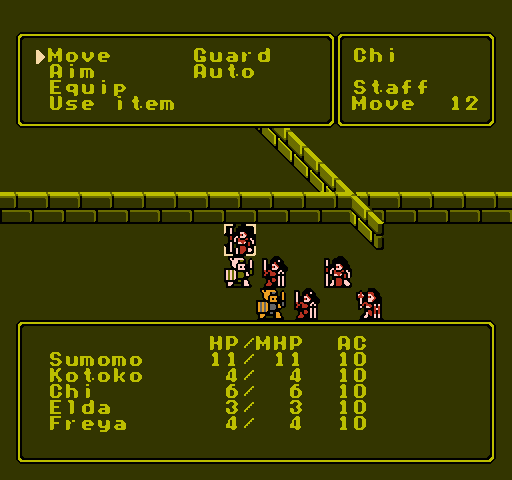 Move Guard
Aim Auto
Equip
Use item
Chi
Staff
Move 12
HP/MHP AC
Sumomo 11/ 11 10
Kotoko 4/ 4 10
Chi 6/ 6 10
Elda 3/ 3 10
Freya 4/ 4 10